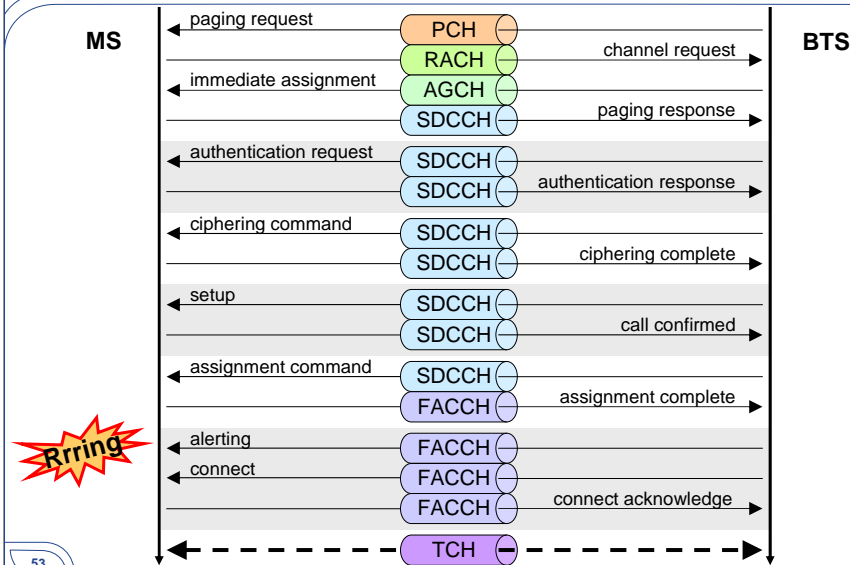 paging request
PCH
MS
BTS
RACH
channel request
immediate assignment
AGCH
SDCCH
paging response
authentication request
SDCCH
SDCCH
authentication response
ciphering command
SDCCH
SDCCH
ciphering complete
setup
SDCCH
SDCCH
call confirmed
assignment command
SDCCH
FACCH
assignment complete
Rrring
alerting
FACCH
connect
FACCH
FACCH
connect acknowledge
TCH
53